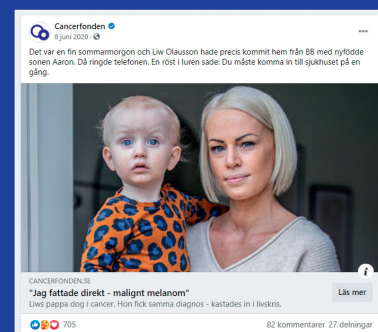 Cancerfonden
8 juni 2020 ·
Det var en fin sommarmorgon och Liw Olausson hade precis kommit hem från BB med nyfödde
sonen Aaron. Då ringde telefonen. En röst i luren sade: Du måste komma in till sjukhuset på en
gång.
CANCERFONDEN.SE
"Jag fattade direkt - malignt melanom"
Liws pappa dog i cancer. Hon fick samma diagnos - kastades in i livskris.
Läs mer
705
82 kommentarer 27 delningar